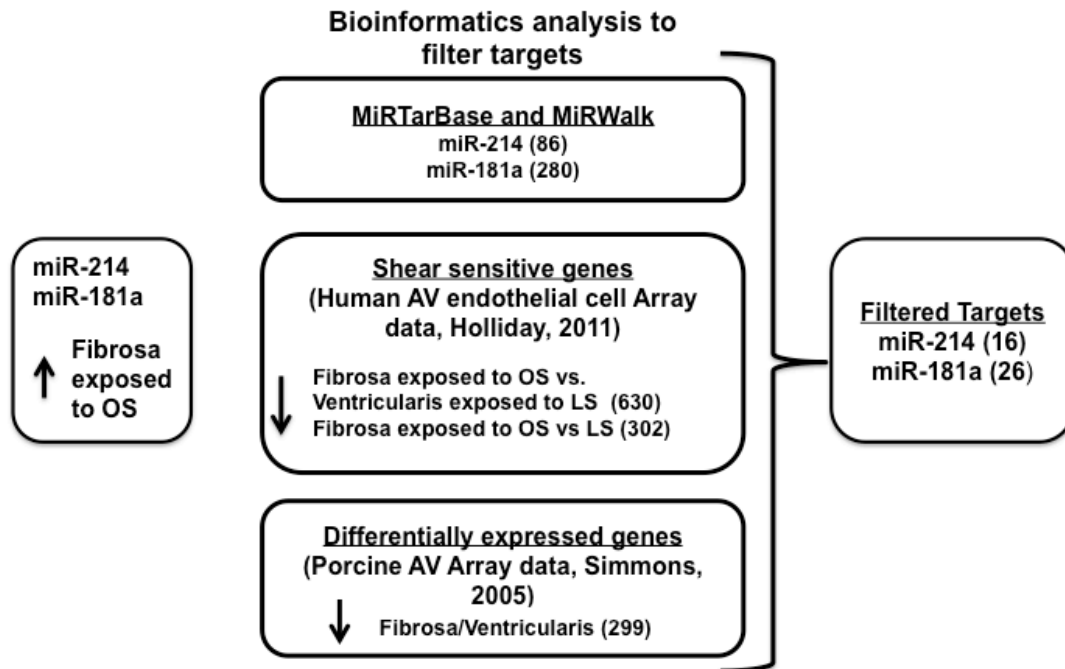 Bioinformatics analysis to
filter targets
MiRTarBase and MiRWalk
miR-214 (86)
miR-181a (280)
miR-214
miR-181a
Fibrosa
exposed
to OS
Shear sensitive genes
(Human AV endothelial cell Array
data, Holliday, 2011)
Fibrosa exposed to OS vs.
Ventricularis exposed to LS (630)
Fibrosa exposed to OS vs LS (302)
Differentially expressed genes
(Porcine AV Array data, Simmons,
2005)
Fibrosa/Ventricularis (299)
Filtered Targets
miR-214 (16)
miR-181a (26)